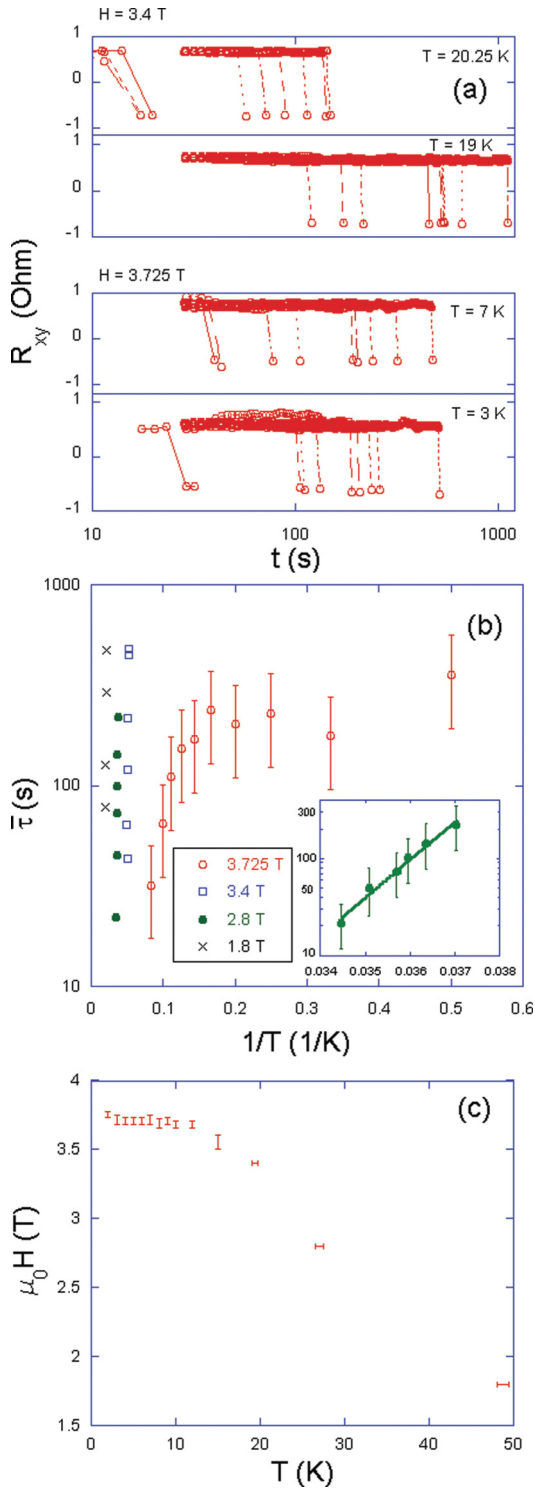 H = 3.4 T
1
0
-1
T = 20.25 K
(a)
1
0
-1
T = 19 K
R_xy (Ohm)
H = 3.725 T
1
0
-1
T = 7 K
1
0
-1
T = 3 K
10 100 1000
t (s)
(b)
1000
100
10
τ̄ (s)
3.725 T
3.4 T
2.8 T
1.8 T
300
100
50
10
0.034 0.035 0.036 0.037 0.038
0 0.1 0.2 0.3 0.4 0.5 0.6
1/T (1/K)
(c)
4
3.5
3
2.5
2
1.5
μ₀H (T)
0 10 20 30 40 50
T (K)